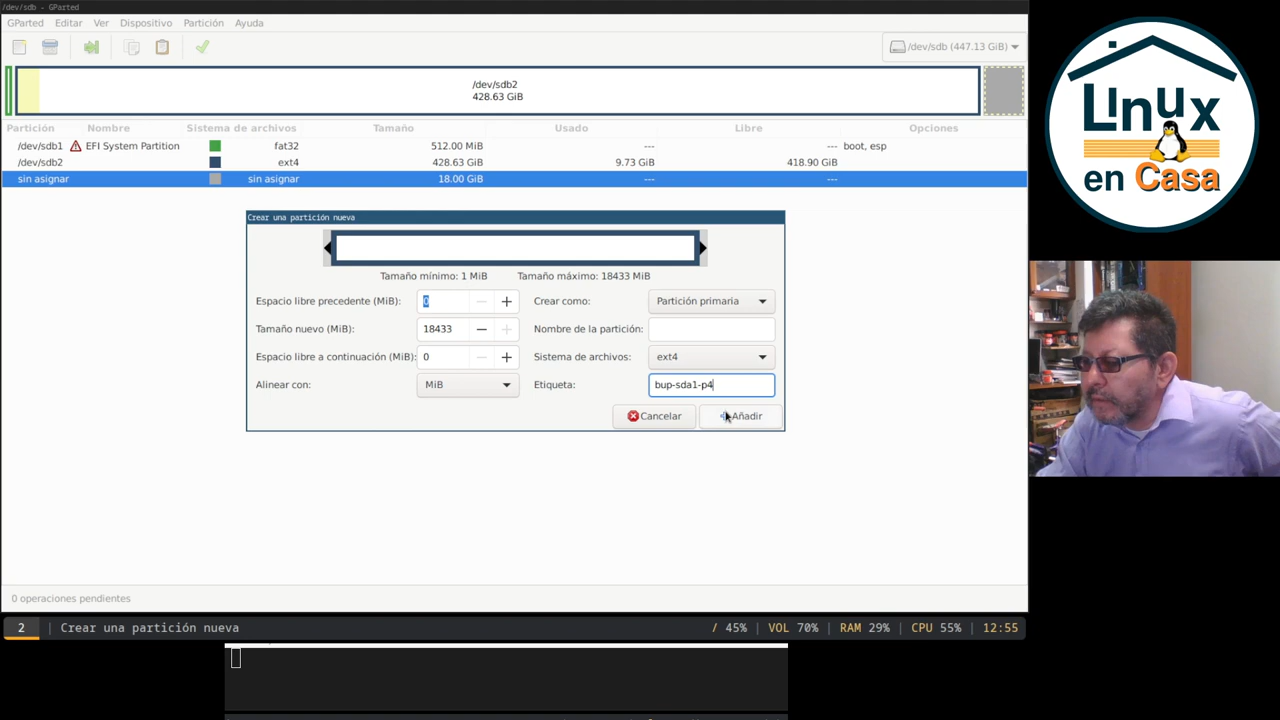 /dev/sdb - GParted
GParted Editar Ver Dispositivo Partición Ayuda
/dev/sdb (447.13 GiB)
/dev/sdb2
428.63 GiB
Partición Nombre Sistema de archivos Tamaño Usado Libre Opciones
/dev/sdb1 EFI System Partition fat32 512.00 MiB --- --- boot, esp
/dev/sdb2 ext4 428.63 GiB 9.73 GiB 418.90 GiB
sin asignar sin asignar 18.00 GiB --- ---
Crear una partición nueva
Tamaño mínimo: 1 MiB Tamaño máximo: 18433 MiB
Espacio libre precedente (MiB): 0 Crear como: Partición primaria
Tamaño nuevo (MiB): 18433 Nombre de la partición:
Espacio libre a continuación (MiB): 0 Sistema de archivos: ext4
Alinear con: MiB Etiqueta: bup-sda1-p4
Cancelar Añadir
0 operaciones pendientes
2 | Crear una partición nueva / 45% | VOL 70% | RAM 29% | CPU 55% | 12:55
Linux
en Casa